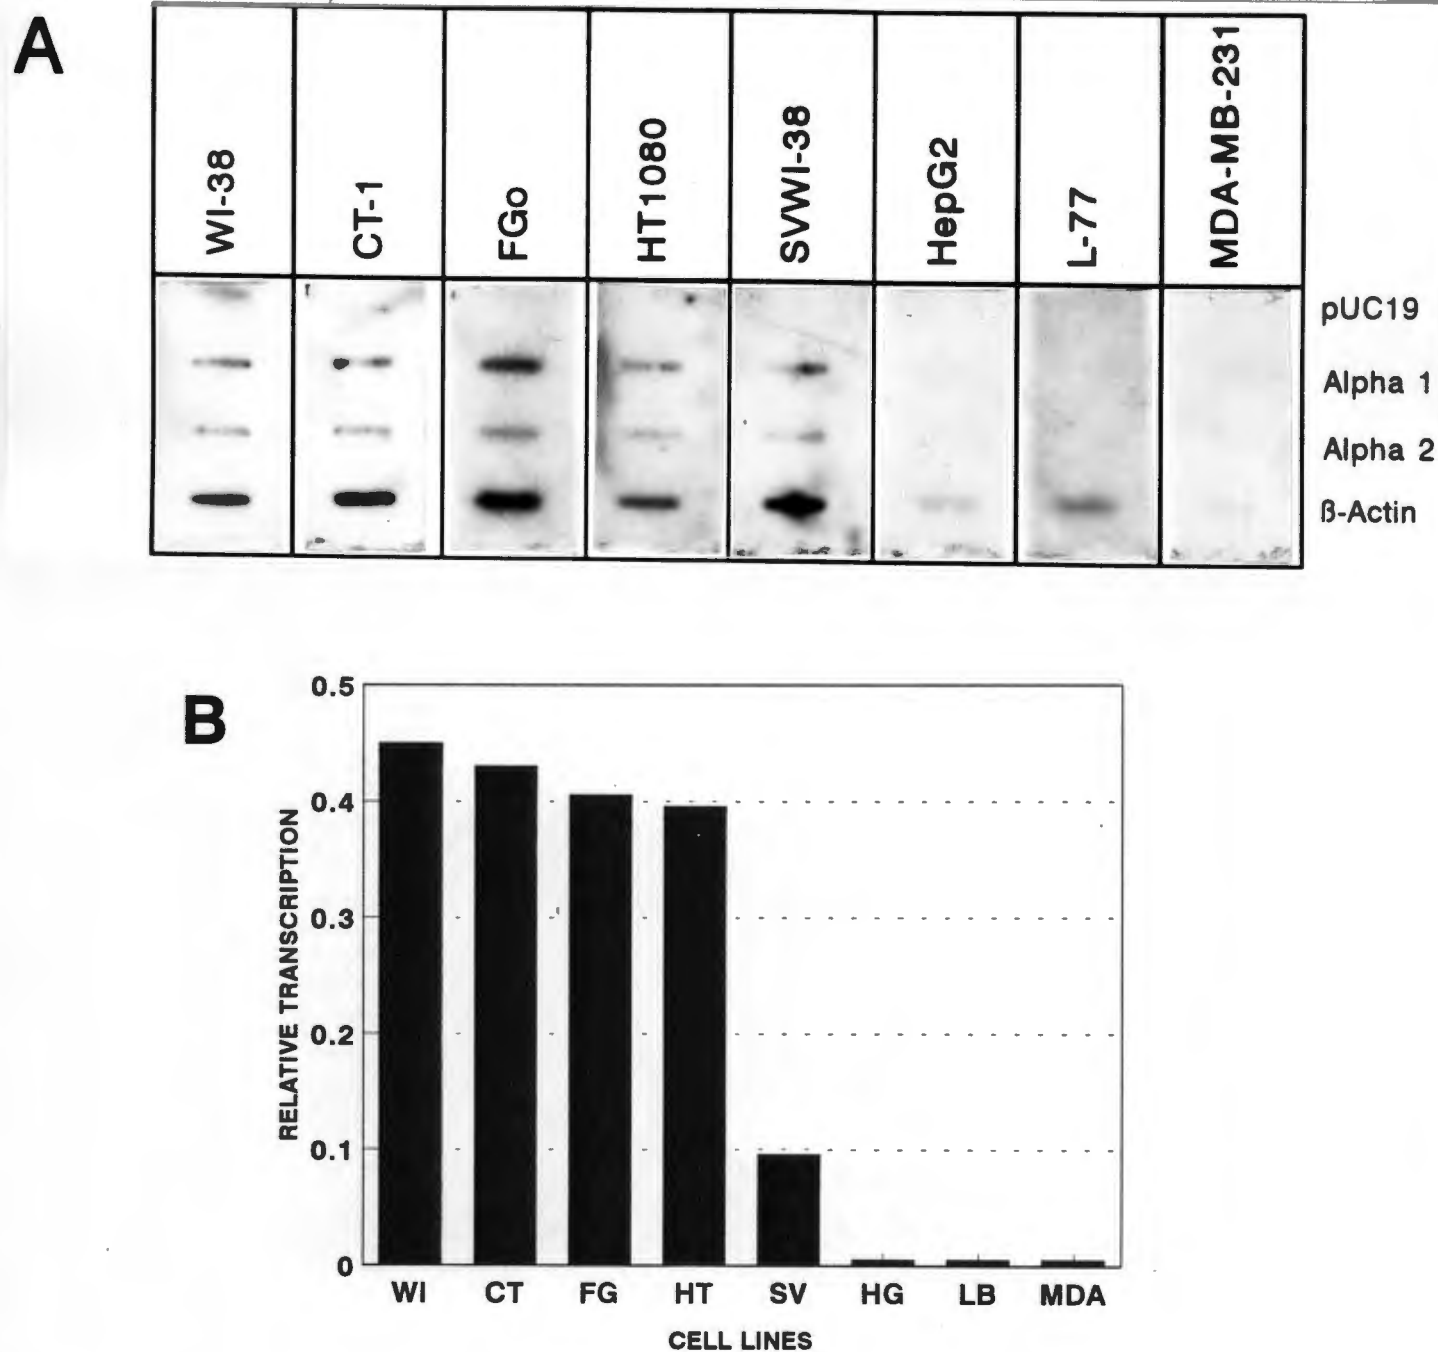 A
WI-38
CT-1
FGo
HT1080
SVWI-38
HepG2
L-77
MDA-MB-231
pUC19
Alpha 1
Alpha 2
ß-Actin
B
RELATIVE TRANSCRIPTION
0.5
0.4
0.3
0.2
0.1
0
WI CT FG HT SV HG LB MDA
CELL LINES